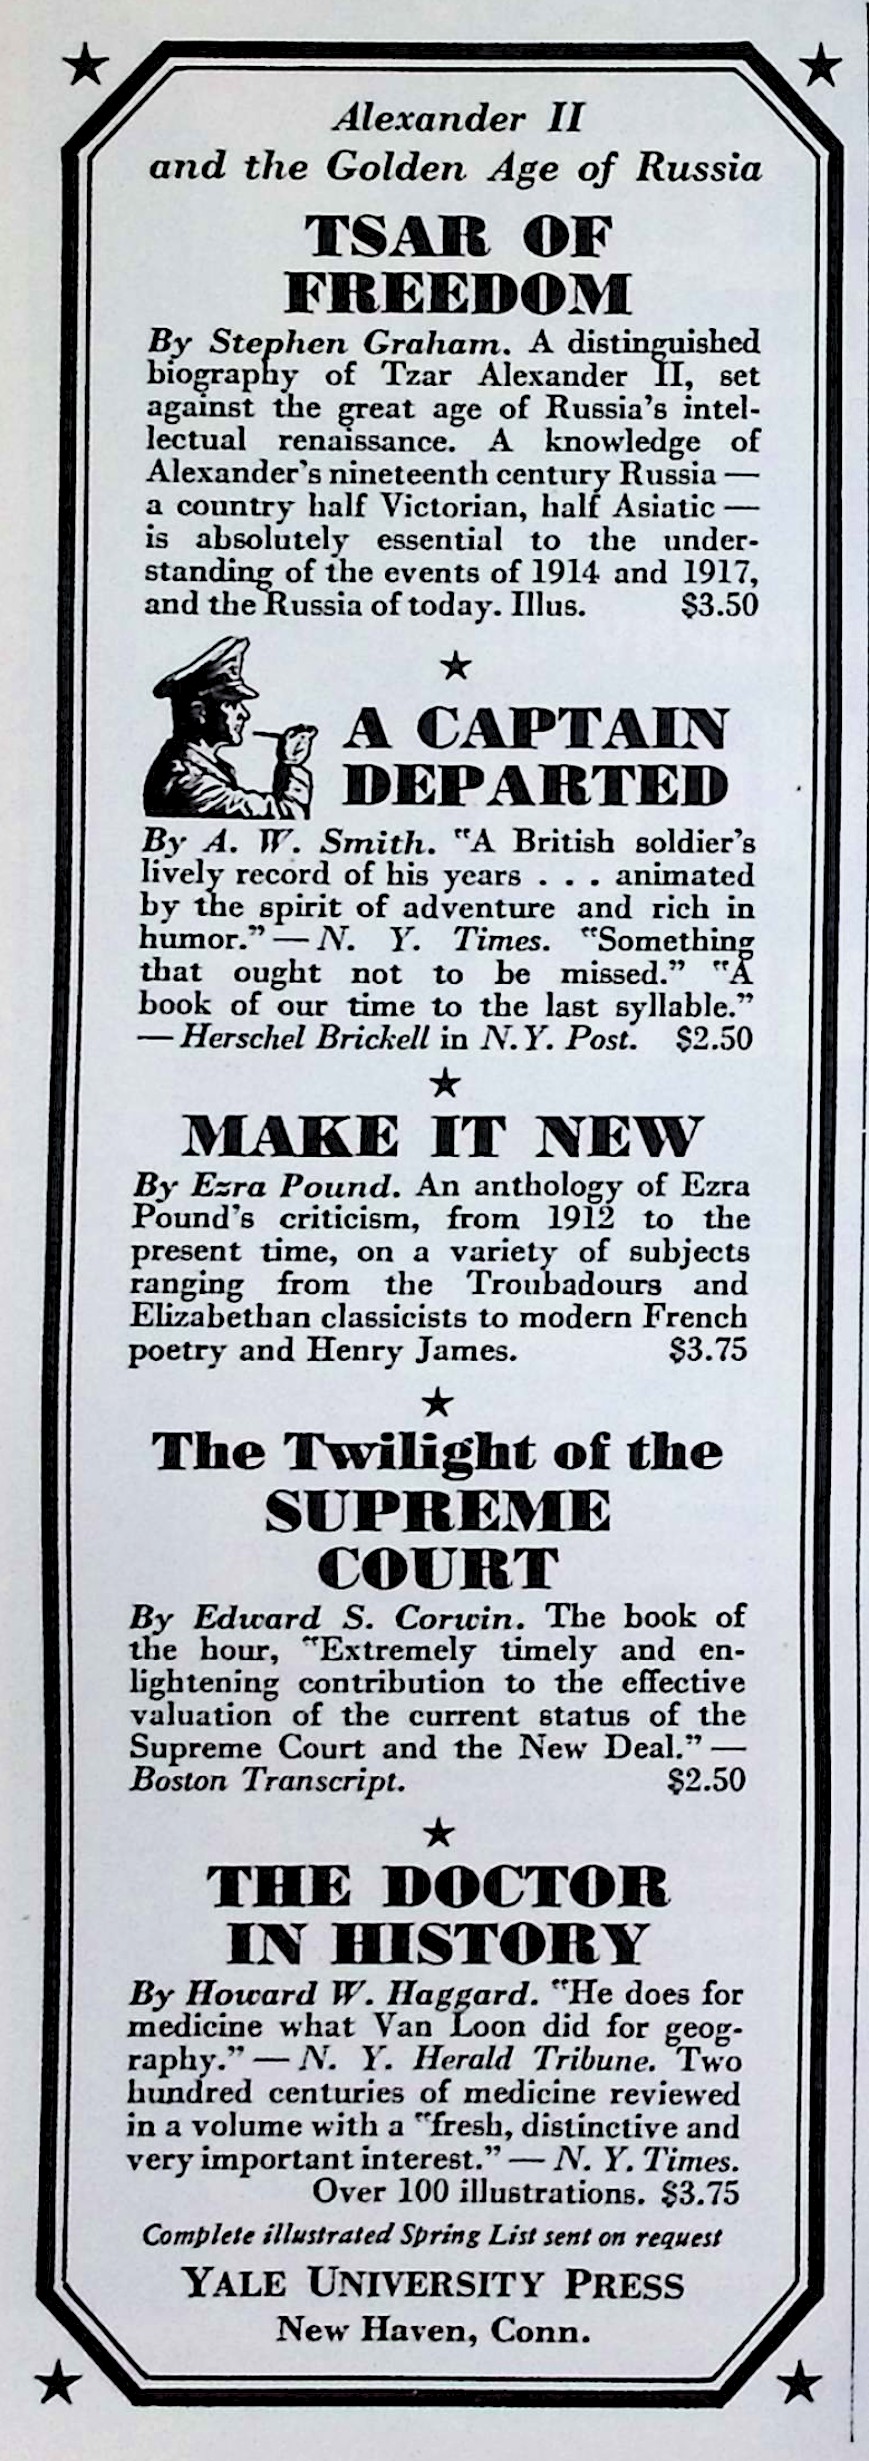 Alexander II
and the Golden Age of Russia
TSAR OF
FREEDOM
By Stephen Graham. A distinguished
biography of Tzar Alexander II, set
against the great age of Russia's intel-
lectual renaissance. A knowledge of
Alexander's nineteenth century Russia —
a country half Victorian, half Asiatic —
is absolutely essential to the under-
standing of the events of 1914 and 1917,
and the Russia of today. Illus. $3.50
A CAPTAIN
DEPARTED
By A. W. Smith. "A British soldier's
lively record of his years . . . animated
by the spirit of adventure and rich in
humor." — N. Y. Times. "Something
that ought not to be missed." "A
book of our time to the last syllable."
— Herschel Brickell in N. Y. Post. $2.50
MAKE IT NEW
By Ezra Pound. An anthology of Ezra
Pound's criticism, from 1912 to the
present time, on a variety of subjects
ranging from the Troubadours and
Elizabethan classicists to modern French
poetry and Henry James. $3.75
The Twilight of the
SUPREME
COURT
By Edward S. Corwin. The book of
the hour, "Extremely timely and en-
lightening contribution to the effective
valuation of the current status of the
Supreme Court and the New Deal." —
Boston Transcript. $2.50
THE DOCTOR
IN HISTORY
By Howard W. Haggard. "He does for
medicine what Van Loon did for geog-
raphy." — N. Y. Herald Tribune. Two
hundred centuries of medicine reviewed
in a volume with a "fresh, distinctive and
very important interest." — N. Y. Times.
Over 100 illustrations. $3.75
Complete illustrated Spring List sent on request
YALE UNIVERSITY PRESS
New Haven, Conn.